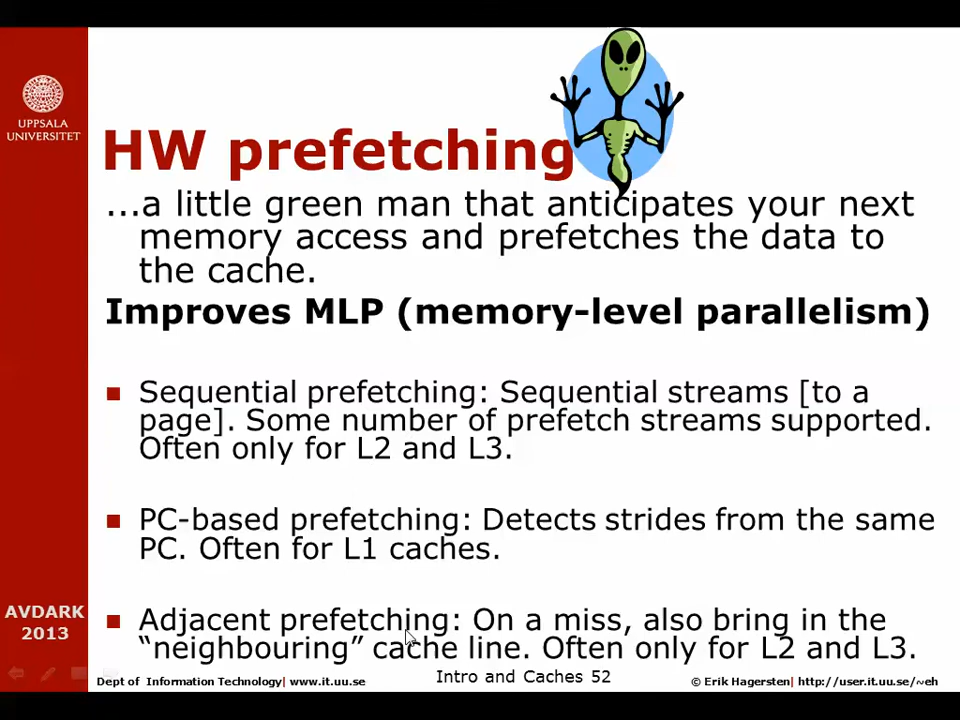 UPPSALA
UNIVERSITET
HW prefetching
...a little green man that anticipates your next
memory access and prefetches the data to
the cache.
Improves MLP (memory-level parallelism)
Sequential prefetching: Sequential streams [to a
page]. Some number of prefetch streams supported.
Often only for L2 and L3.
PC-based prefetching: Detects strides from the same
PC. Often for L1 caches.
Adjacent prefetching: On a miss, also bring in the
“neighbouring” cache line. Often only for L2 and L3.
AVDARK
2013
Dept of Information Technology| www.it.uu.se
Intro and Caches 52
© Erik Hagersten| http://user.it.uu.se/~eh